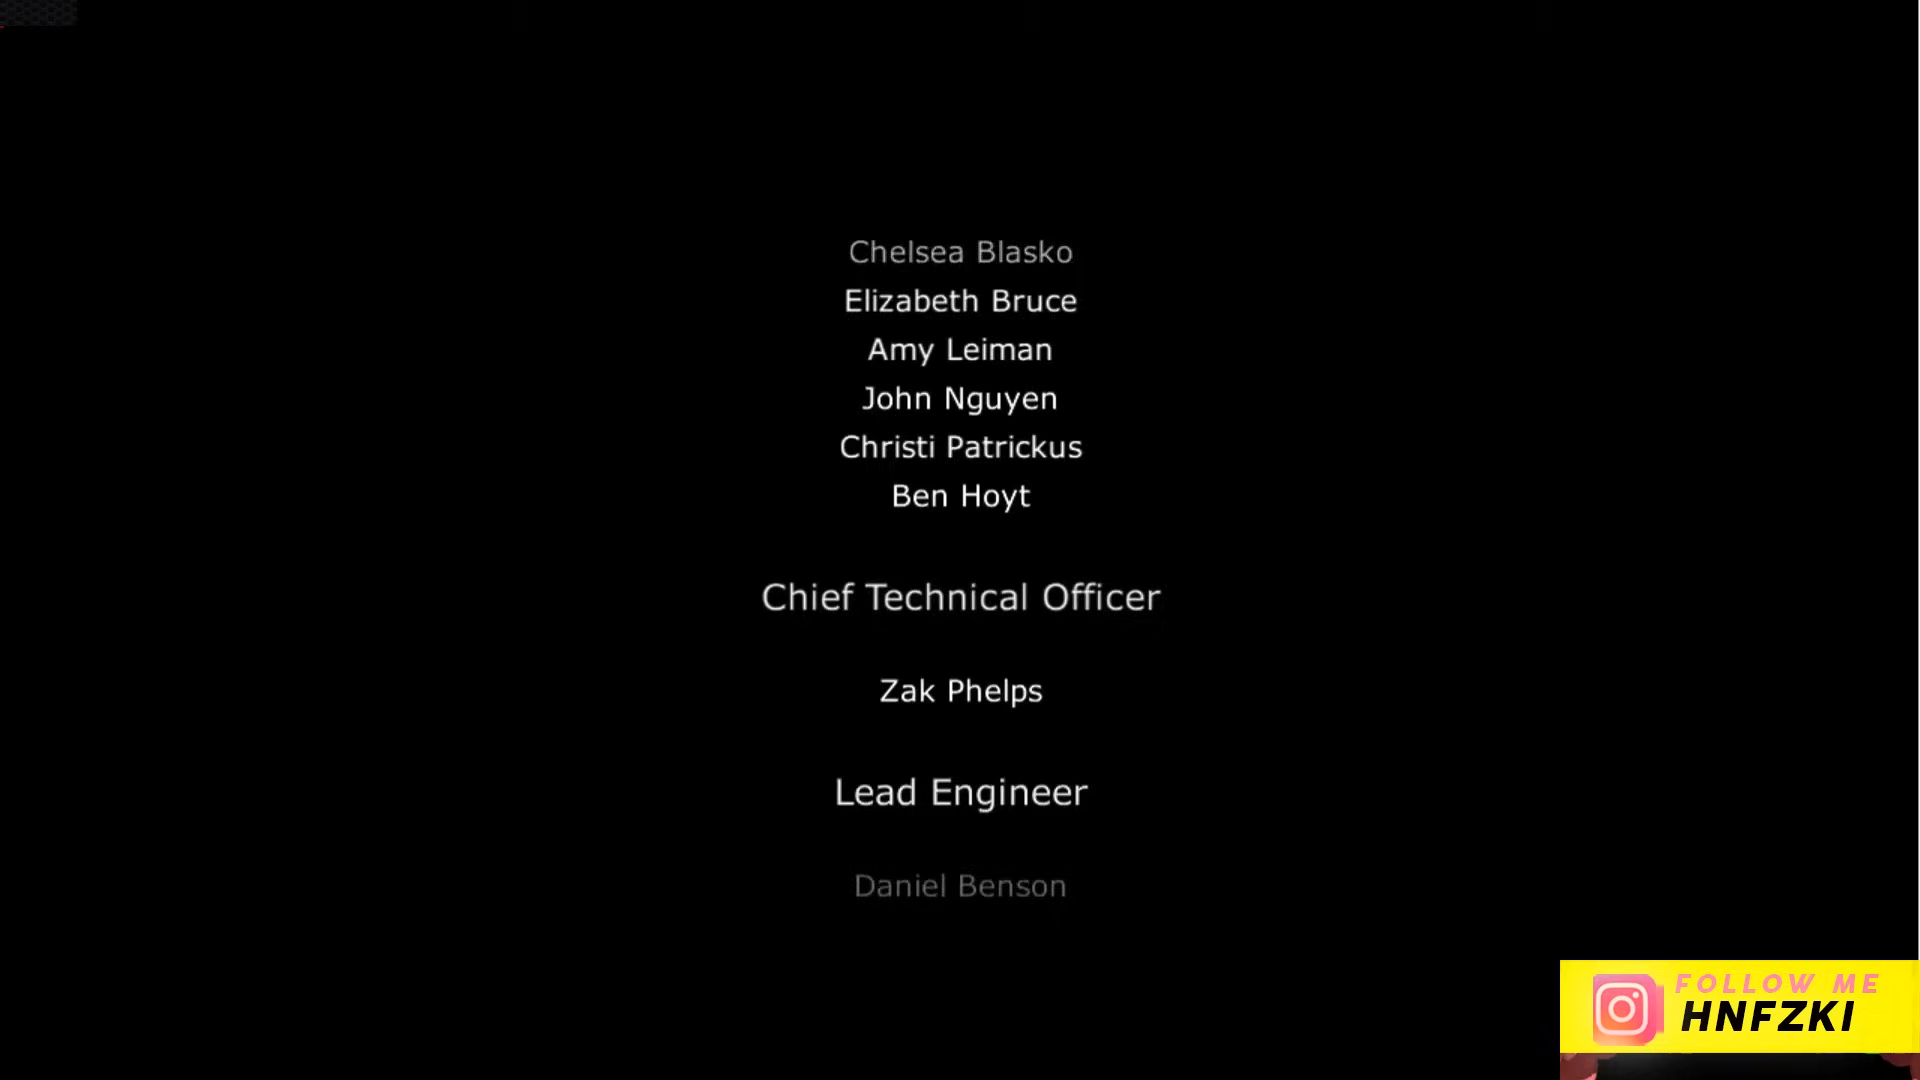 Chelsea Blasko
Elizabeth Bruce
Amy Leiman
John Nguyen
Christi Patrickus
Ben Hoyt
Chief Technical Officer
Zak Phelps
Lead Engineer
Daniel Benson
FOLLOW ME
HNFZKI